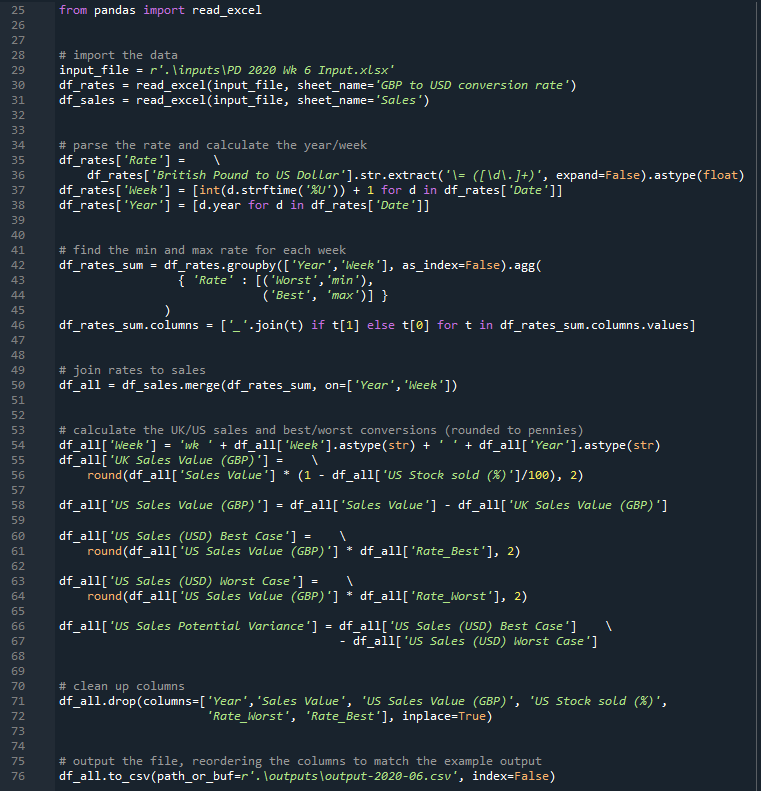 25 from pandas import read_excel
26
27
28 # import the data
29 input_file = r'.\inputs\PD 2020 Wk 6 Input.xlsx'
30 df_rates = read_excel(input_file, sheet_name='GBP to USD conversion rate')
31 df_sales = read_excel(input_file, sheet_name='Sales')
32
33
34 # parse the rate and calculate the year/week
35 df_rates['Rate'] =    \
36     df_rates['British Pound to US Dollar'].str.extract('\= ([\d\.]+)', expand=False).astype(float)
37 df_rates['Week'] = [int(d.strftime('%U')) + 1 for d in df_rates['Date']]
38 df_rates['Year'] = [d.year for d in df_rates['Date']]
39
40
41 # find the min and max rate for each week
42 df_rates_sum = df_rates.groupby(['Year','Week'], as_index=False).agg(
43                  { 'Rate' : [('Worst','min'),
44                              ('Best', 'max')] }
45                )
46 df_rates_sum.columns = ['_'.join(t) if t[1] else t[0] for t in df_rates_sum.columns.values]
47
48
49 # join rates to sales
50 df_all = df_sales.merge(df_rates_sum, on=['Year','Week'])
51
52
53 # calculate the UK/US sales and best/worst conversions (rounded to pennies)
54 df_all['Week'] = 'wk ' + df_all['Week'].astype(str) + ' ' + df_all['Year'].astype(str)
55 df_all['UK Sales Value (GBP)'] =    \
56     round(df_all['Sales Value'] * (1 - df_all['US Stock sold (%)']/100), 2)
57
58 df_all['US Sales Value (GBP)'] = df_all['Sales Value'] - df_all['UK Sales Value (GBP)']
59
60 df_all['US Sales (USD) Best Case'] =    \
61     round(df_all['US Sales Value (GBP)'] * df_all['Rate_Best'], 2)
62
63 df_all['US Sales (USD) Worst Case'] =    \
64     round(df_all['US Sales Value (GBP)'] * df_all['Rate_Worst'], 2)
65
66 df_all['US Sales Potential Variance'] = df_all['US Sales (USD) Best Case']    \
67                                         - df_all['US Sales (USD) Worst Case']
68
69
70 # clean up columns
71 df_all.drop(columns=['Year','Sales Value', 'US Sales Value (GBP)', 'US Stock sold (%)',
72                      'Rate_Worst', 'Rate_Best'], inplace=True)
73
74
75 # output the file, reordering the columns to match the example output
76 df_all.to_csv(path_or_buf=r'.\outputs\output-2020-06.csv', index=False)